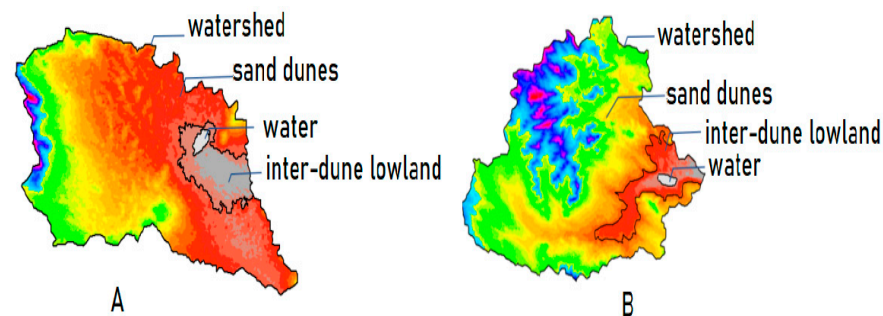 watershed
sand dunes
water
inter-dune lowland
A
watershed
sand dunes
inter-dune lowland
water
B